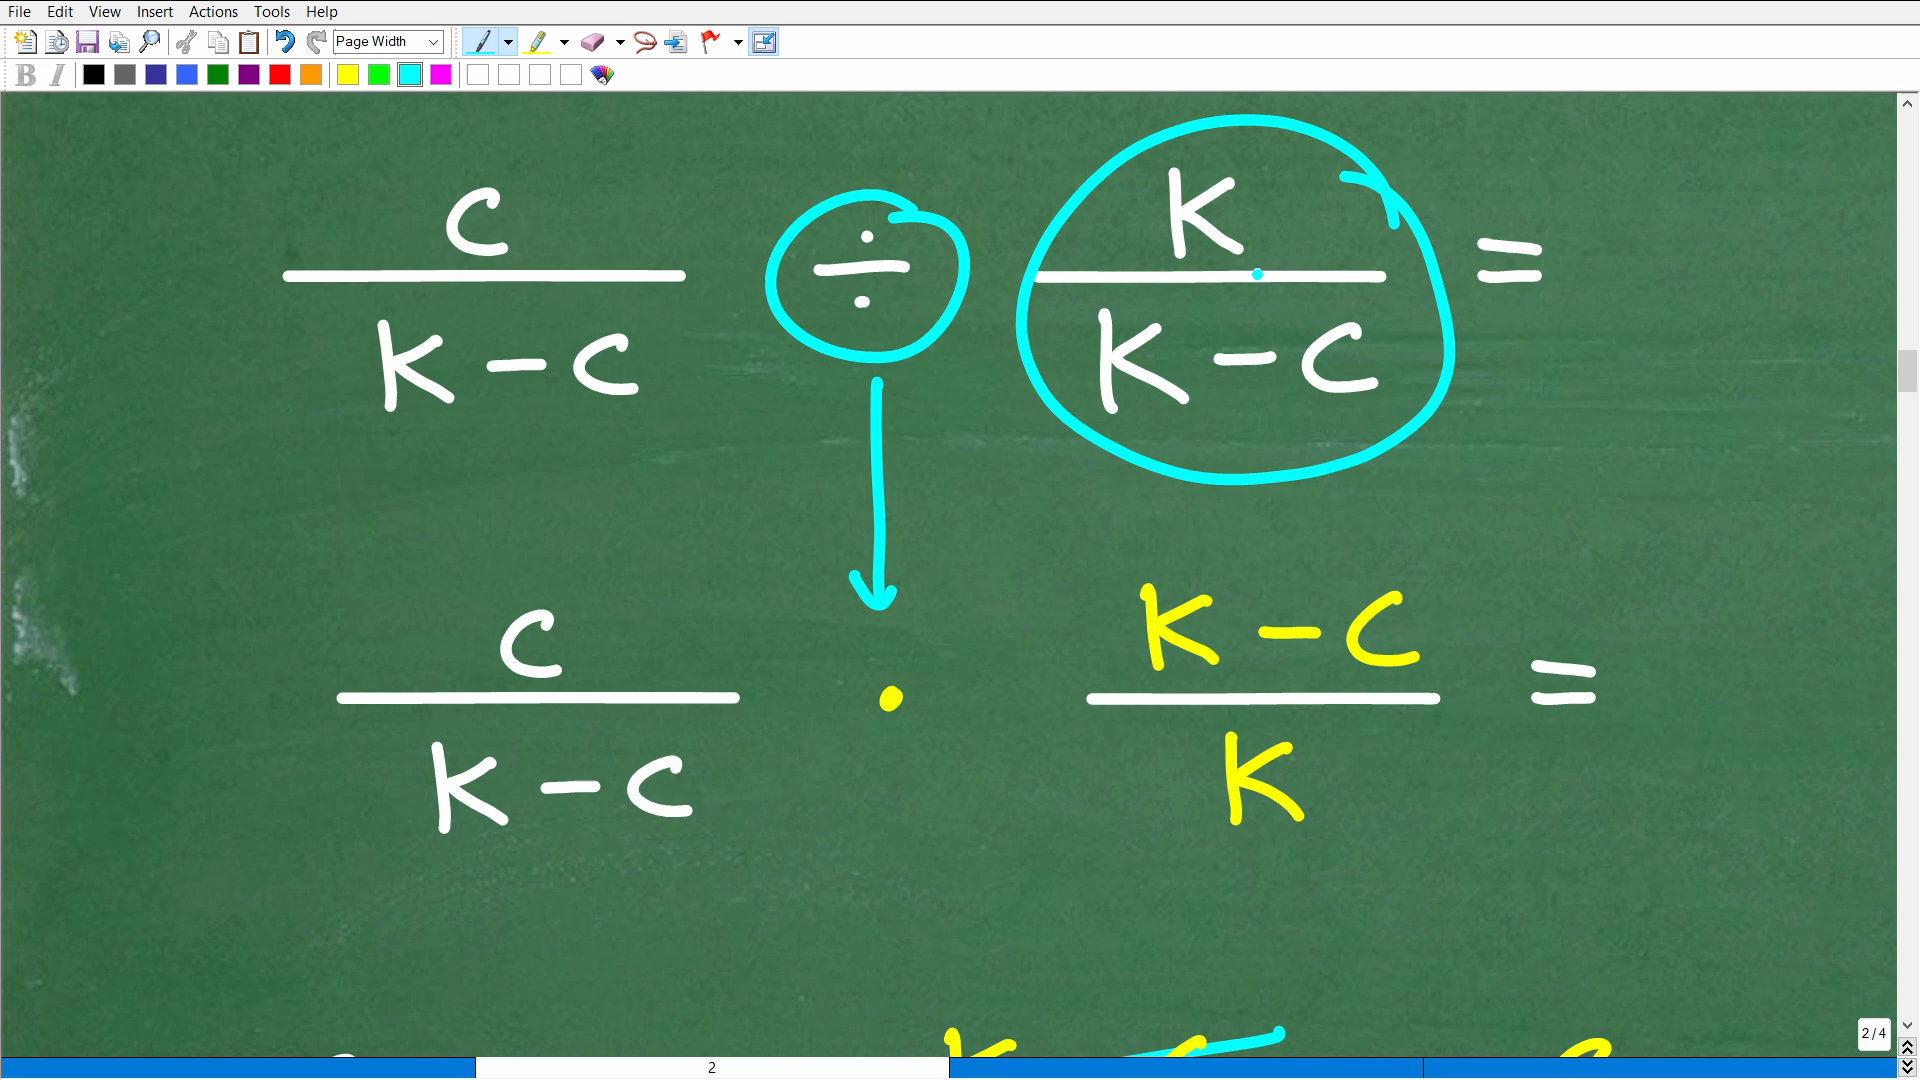 File Edit View Insert Actions Tools Help
Page Width
B I
C / K - C ÷ K / K - C =
C / K - C · K - C / K =
2 / 4
2